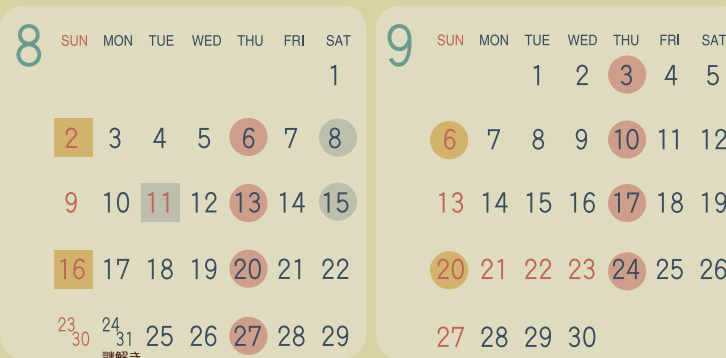 8
SUN MON TUE WED THU FRI SAT
1
2 3 4 5 6 7 8
9 10 11 12 13 14 15
16 17 18 19 20 21 22
23/30 24/31 25 26 27 28 29
謎解き
9
SUN MON TUE WED THU FRI SAT
1 2 3 4 5
6 7 8 9 10 11 12
13 14 15 16 17 18 19
20 21 22 23 24 25 26
27 28 29 30